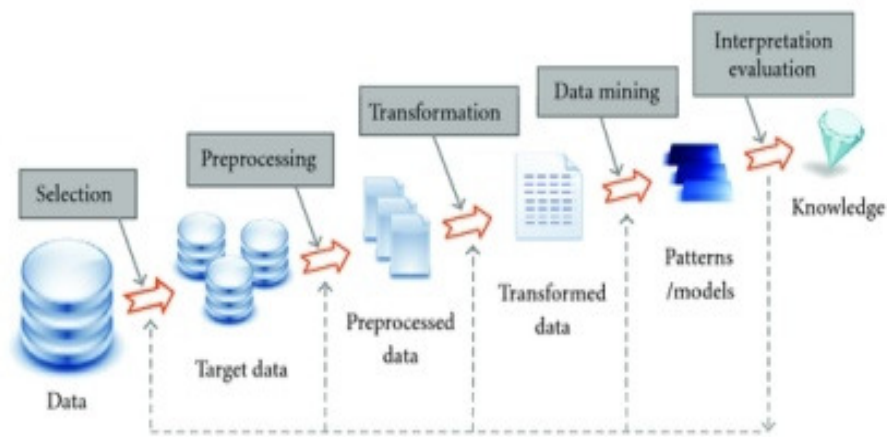 Interpretation
evaluation
Data mining
Transformation
Preprocessing
Selection
Knowledge
Patterns
/models
Transformed
data
Preprocessed
data
Target data
Data